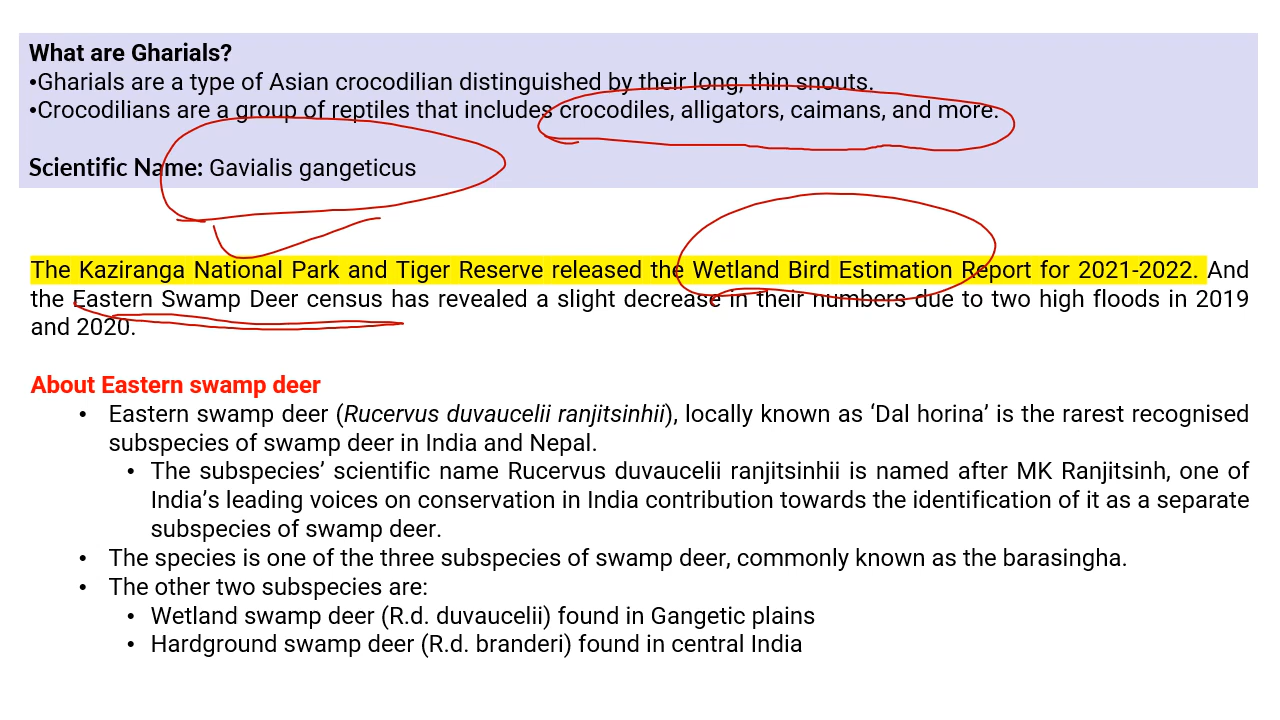 What are Gharials?
•Gharials are a type of Asian crocodilian distinguished by their long, thin snouts.
•Crocodilians are a group of reptiles that includes crocodiles, alligators, caimans, and more.
Scientific Name: Gavialis gangeticus
The Kaziranga National Park and Tiger Reserve released the Wetland Bird Estimation Report for 2021-2022. And
the Eastern Swamp Deer census has revealed a slight decrease in their numbers due to two high floods in 2019
and 2020.
About Eastern swamp deer
• Eastern swamp deer (Rucervus duvaucelii ranjitsinhii), locally known as ‘Dal horina’ is the rarest recognised
subspecies of swamp deer in India and Nepal.
• The subspecies’ scientific name Rucervus duvaucelii ranjitsinhii is named after MK Ranjitsinh, one of
India’s leading voices on conservation in India contribution towards the identification of it as a separate
subspecies of swamp deer.
• The species is one of the three subspecies of swamp deer, commonly known as the barasingha.
• The other two subspecies are:
• Wetland swamp deer (R.d. duvaucelii) found in Gangetic plains
• Hardground swamp deer (R.d. branderi) found in central India